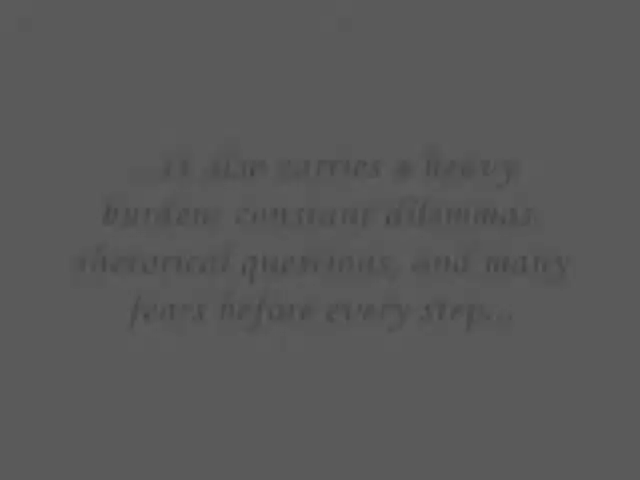 ...It also carries a heavy
burden: constant dilemmas,
rhetorical questions, and many
fears before every step...